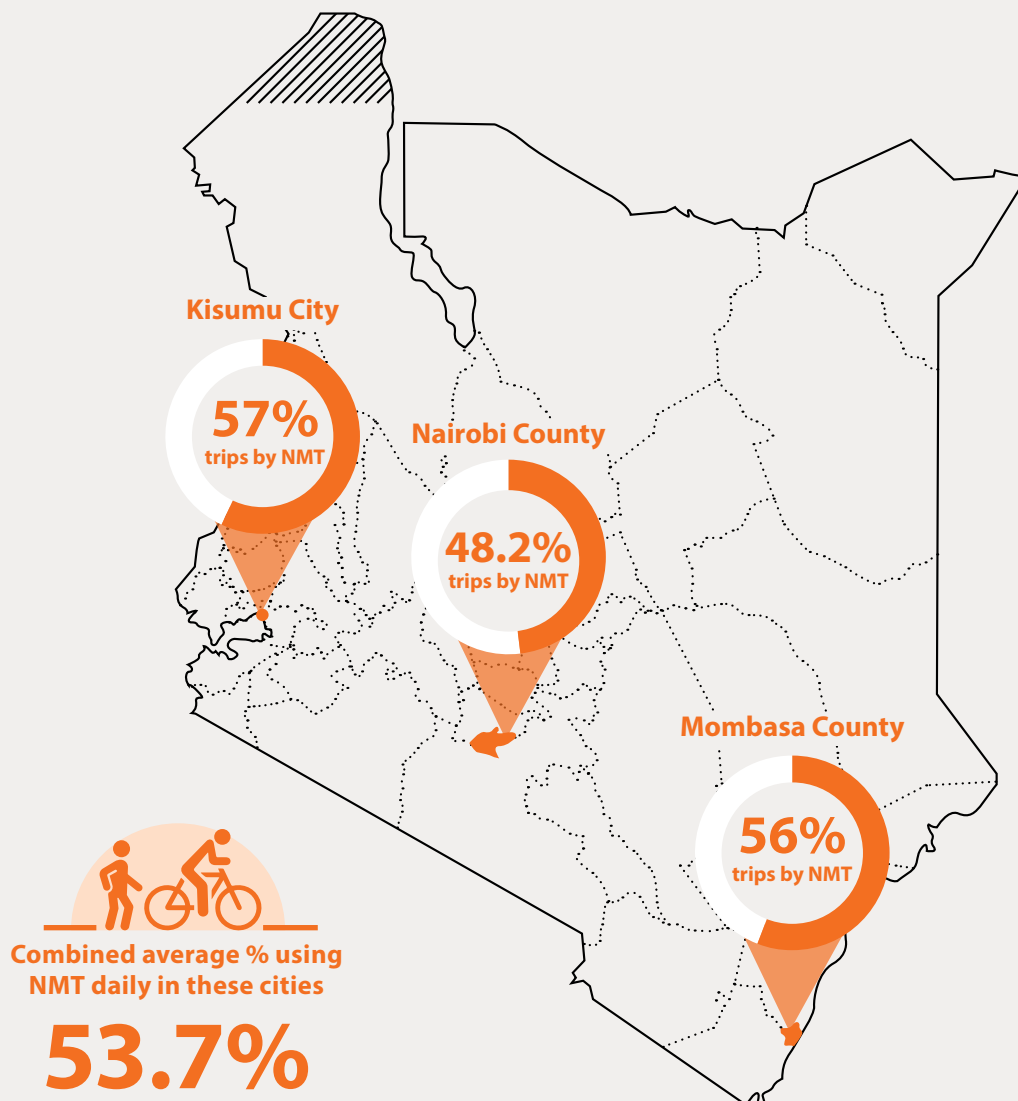 Kisumu City
57%
trips by NMT
Nairobi County
48.2%
trips by NMT
Mombasa County
56%
trips by NMT
Combined average % using
NMT daily in these cities
53.7%